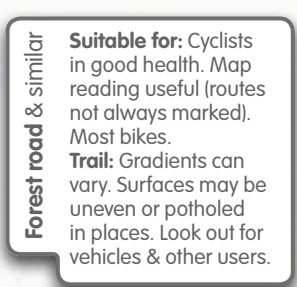 Forest road & similar
Suitable for: Cyclists
in good health. Map
reading useful (routes
not always marked).
Most bikes.
Trail: Gradients can
vary. Surfaces may be
uneven or potholed
in places. Look out for
vehicles & other users.